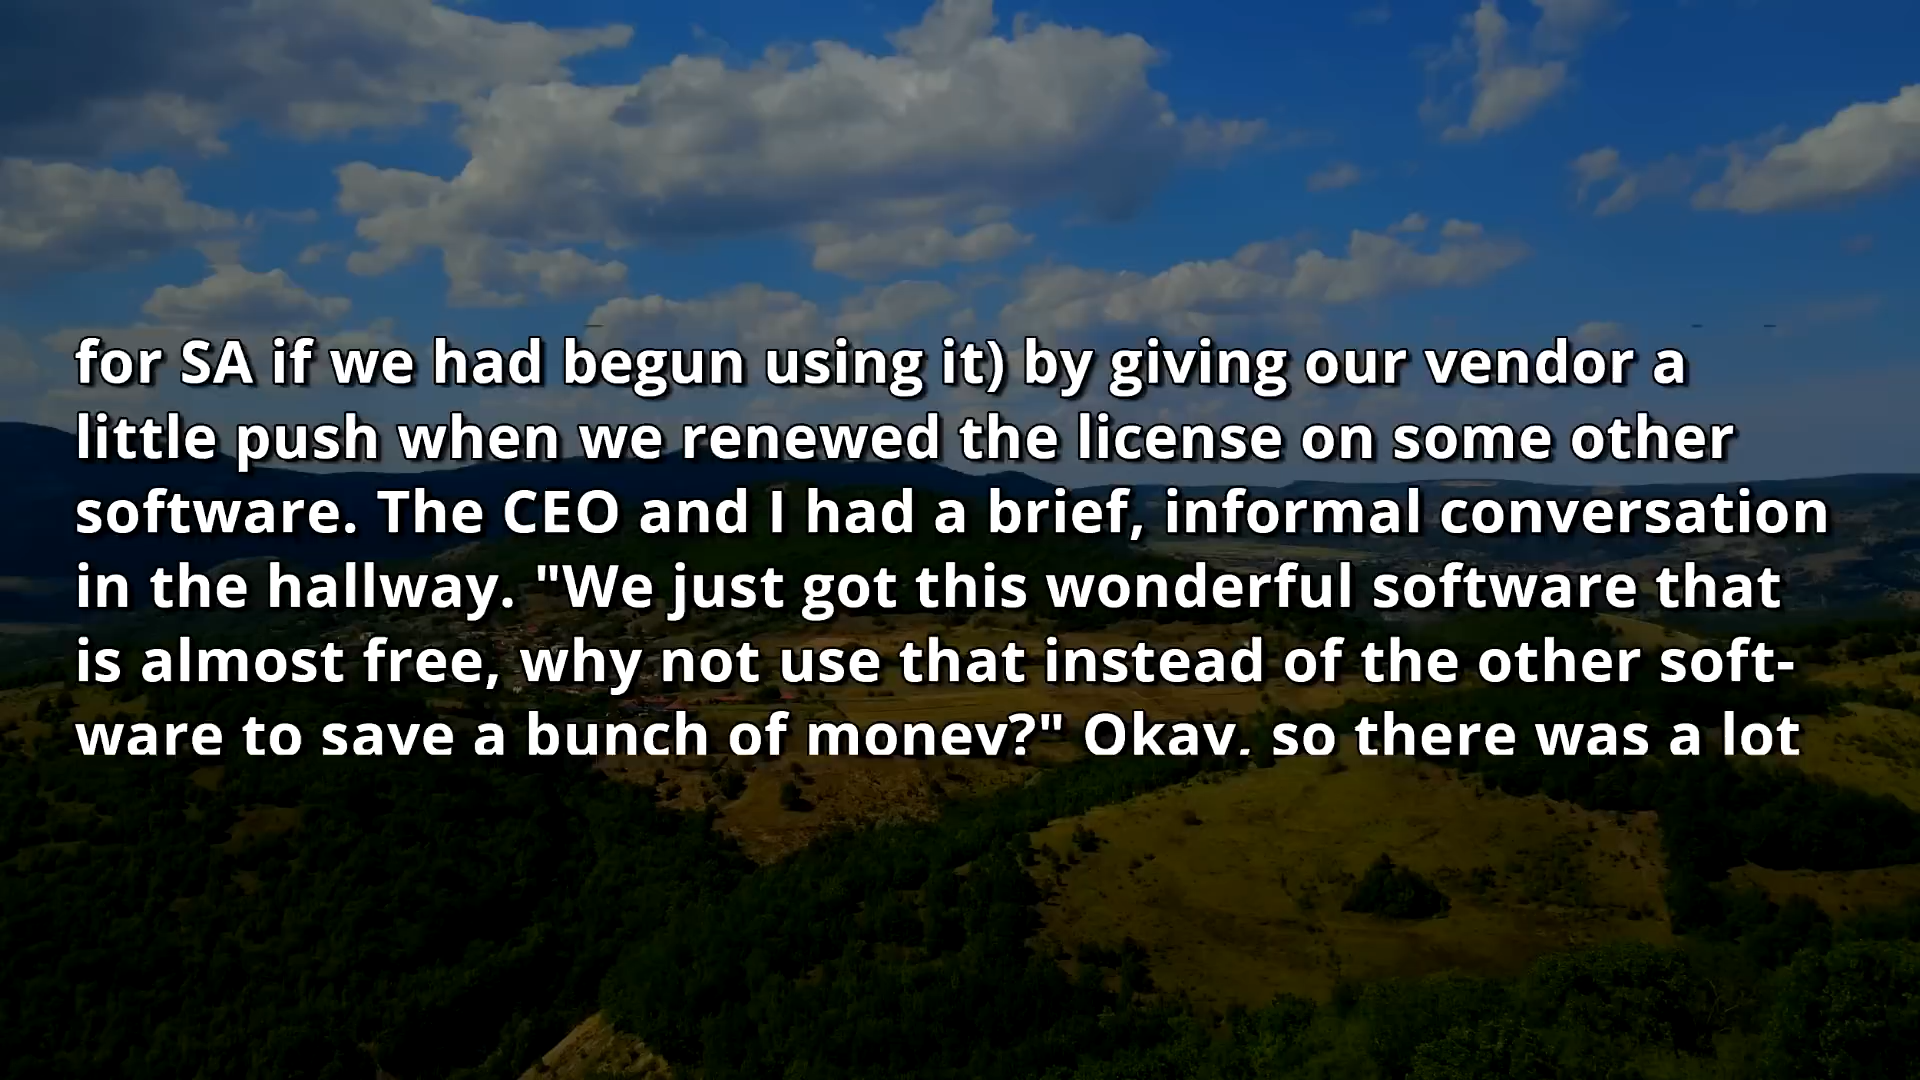 for SA if we had begun using it) by giving our vendor a
little push when we renewed the license on some other
software. The CEO and I had a brief, informal conversation
in the hallway. "We just got this wonderful software that
is almost free, why not use that instead of the other soft-
ware to save a bunch of money?" Okay, so there was a lot